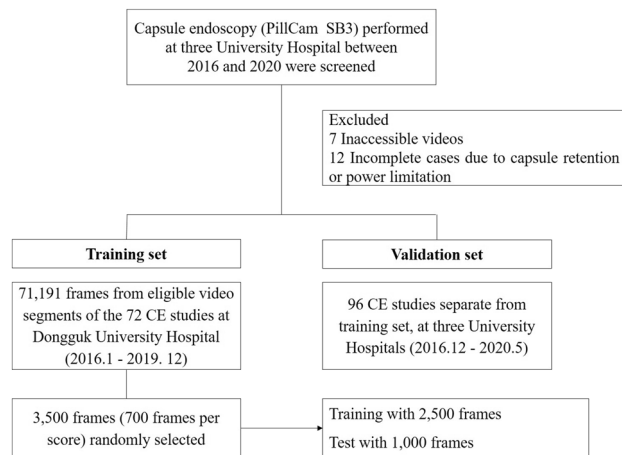 Capsule endoscopy (PillCam SB3) performed
at three University Hospital between
2016 and 2020 were screened
Excluded
7 Inaccessible videos
12 Incomplete cases due to capsule retention
or power limitation
Training set
71,191 frames from eligible video
segments of the 72 CE studies at
Dongguk University Hospital
(2016.1 - 2019. 12)
3,500 frames (700 frames per
score) randomly selected
Validation set
96 CE studies separate from
training set, at three University
Hospitals (2016.12 - 2020.5)
Training with 2,500 frames
Test with 1,000 frames